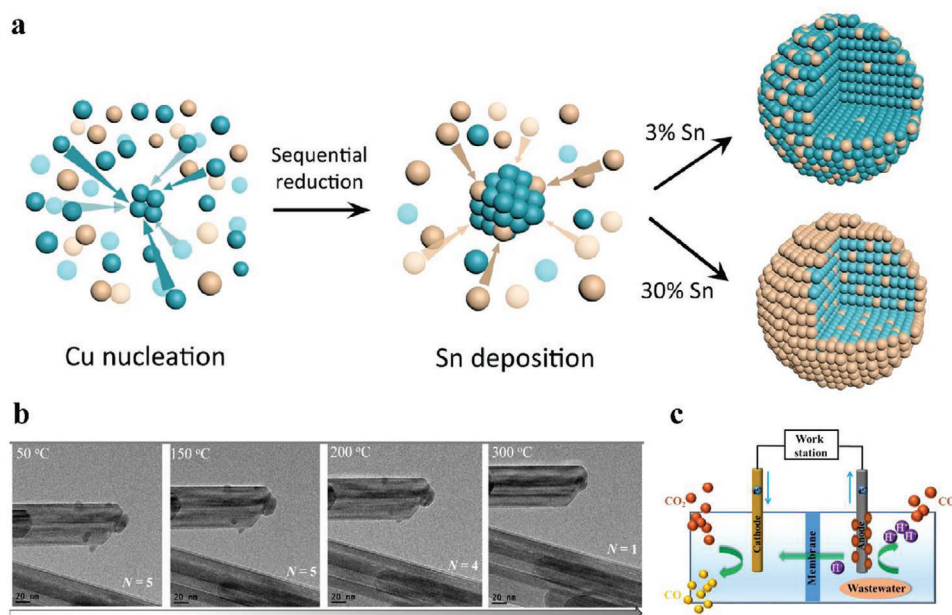 a
Sequential
reduction
3% Sn
30% Sn
Cu nucleation
Sn deposition
b
50 °C
150 °C
200 °C
300 °C
N = 5
N = 5
N = 4
N = 1
20 nm
20 nm
20 nm
20 nm
c
Work
station
CO₂
Cathode
Membrane
Anode
H⁺
H⁺
H⁺
CO
Wastewater